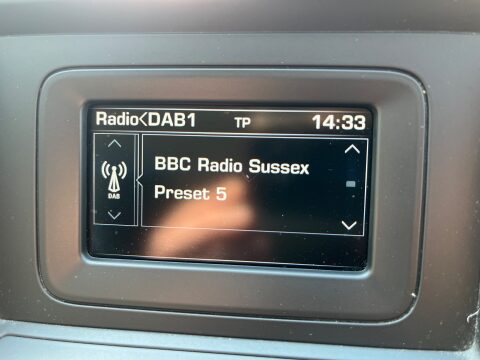 Radio<DAB1 TP 14:33
BBC Radio Sussex
DAB
Preset 5